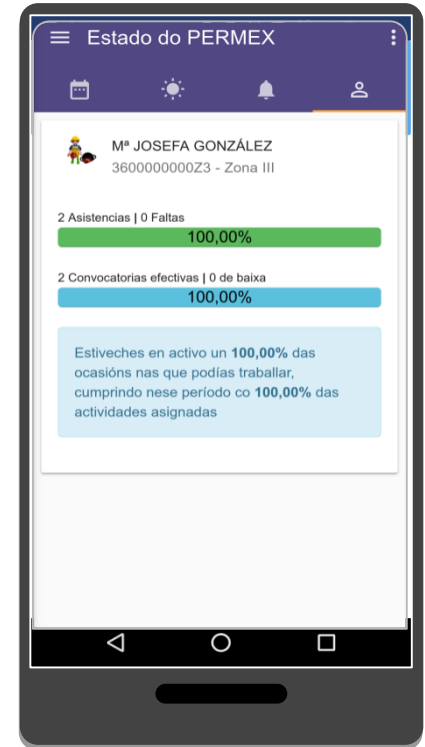 Estado do PERMEX
Mª JOSEFA GONZÁLEZ
3600000000Z3 - Zona III
2 Asistencias | 0 Faltas
100,00%
2 Convocatorias efectivas | 0 de baixa
100,00%
Estiveches en activo un 100,00% das
ocasións nas que podías traballar,
cumprindo nese período co 100,00% das
actividades asignadas